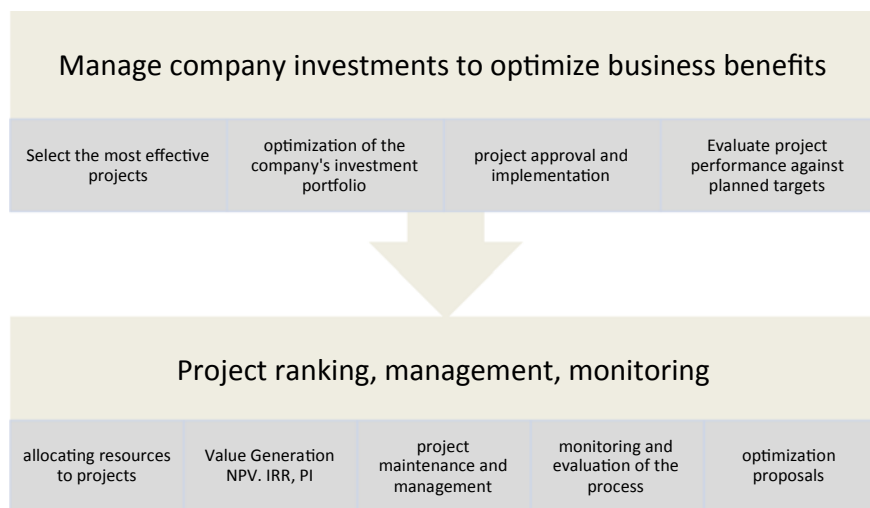 Manage company investments to optimize business benefits
Select the most effective
projects
optimization of the
company's investment
portfolio
project approval and
implementation
Evaluate project
performance against
planned targets
Project ranking, management, monitoring
allocating resources
to projects
Value Generation
NPV. IRR, PI
project
maintenance and
management
monitoring and
evaluation of the
process
optimization
proposals